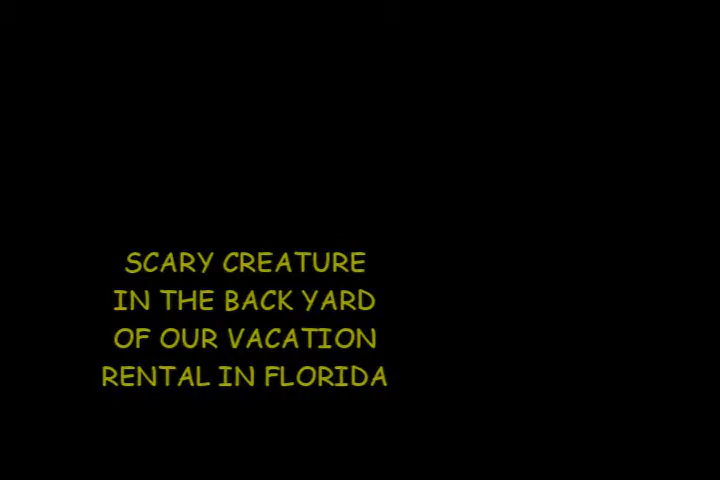 SCARY CREATURE
IN THE BACK YARD
OF OUR VACATION
RENTAL IN FLORIDA